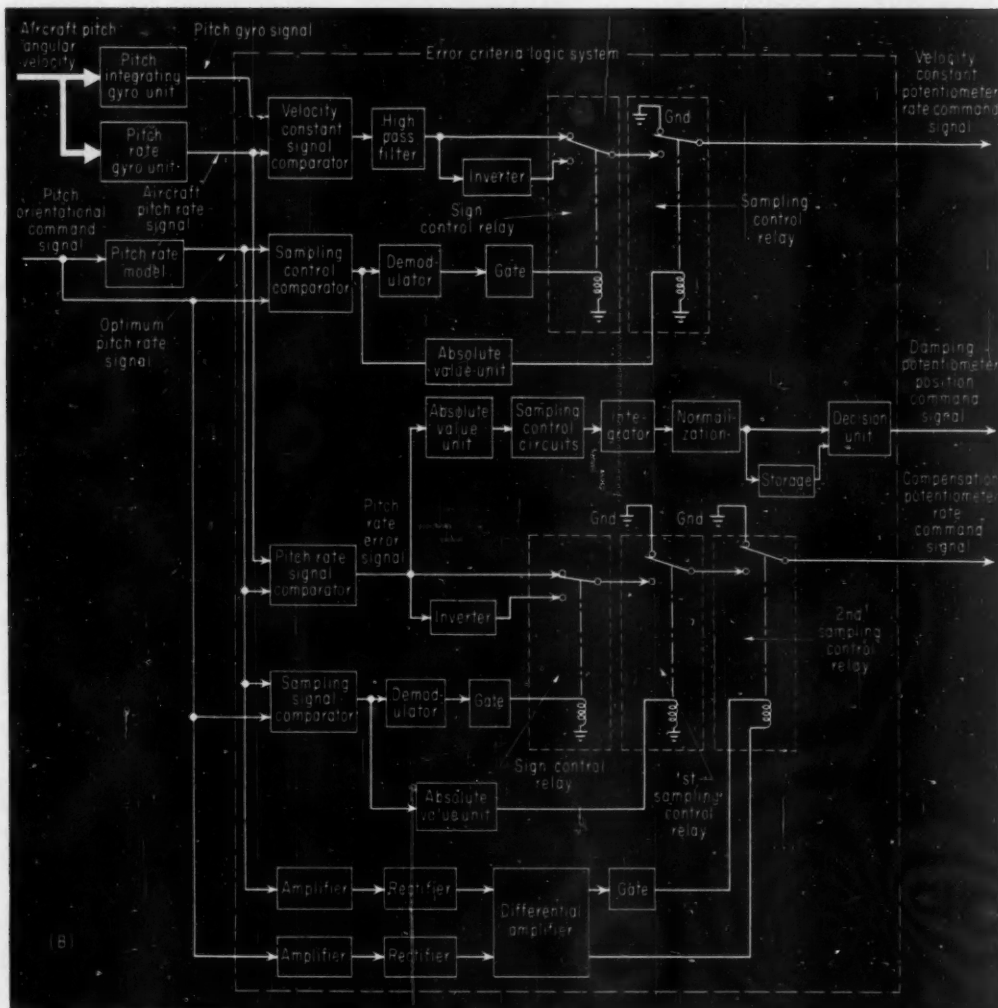 Aircraft pitch
angular
velocity
Pitch gyro signal
Pitch
integrating
gyro unit
Error criteria logic system
Velocity
constant
potentiometer
rate command
signal
Velocity
constant
signal
comparator
High
pass
filter
Gnd
Pitch
rate
gyro unit
Inverter
Pitch
orientational
command
signal
Aircraft
pitch rate
signal
Sign
control relay
Sampling
control
relay
Pitch rate
model
Sampling
control
comparator
Demod-
ulator
Gate
Optimum
pitch rate
signal
Absolute
value unit
Damping
potentiometer
position
command
signal
Absolute
value
unit
Sampling
control
circuits
Inte-
grator
Normali-
zation
Decision
unit
Storage
Compensation
potentiometer
rate
command
signal
Pitch
rate
error
signal
Gnd
Gnd
Pitch rate
signal
comparator
Inverter
2nd
sampling
control
relay
Sampling
signal
comparator
Demod-
ulator
Gate
Sign control
relay
1st
sampling
control
relay
Absolute
value unit
Amplifier
Rectifier
Differential
amplifier
Gate
(B)
Amplifier
Rectifier